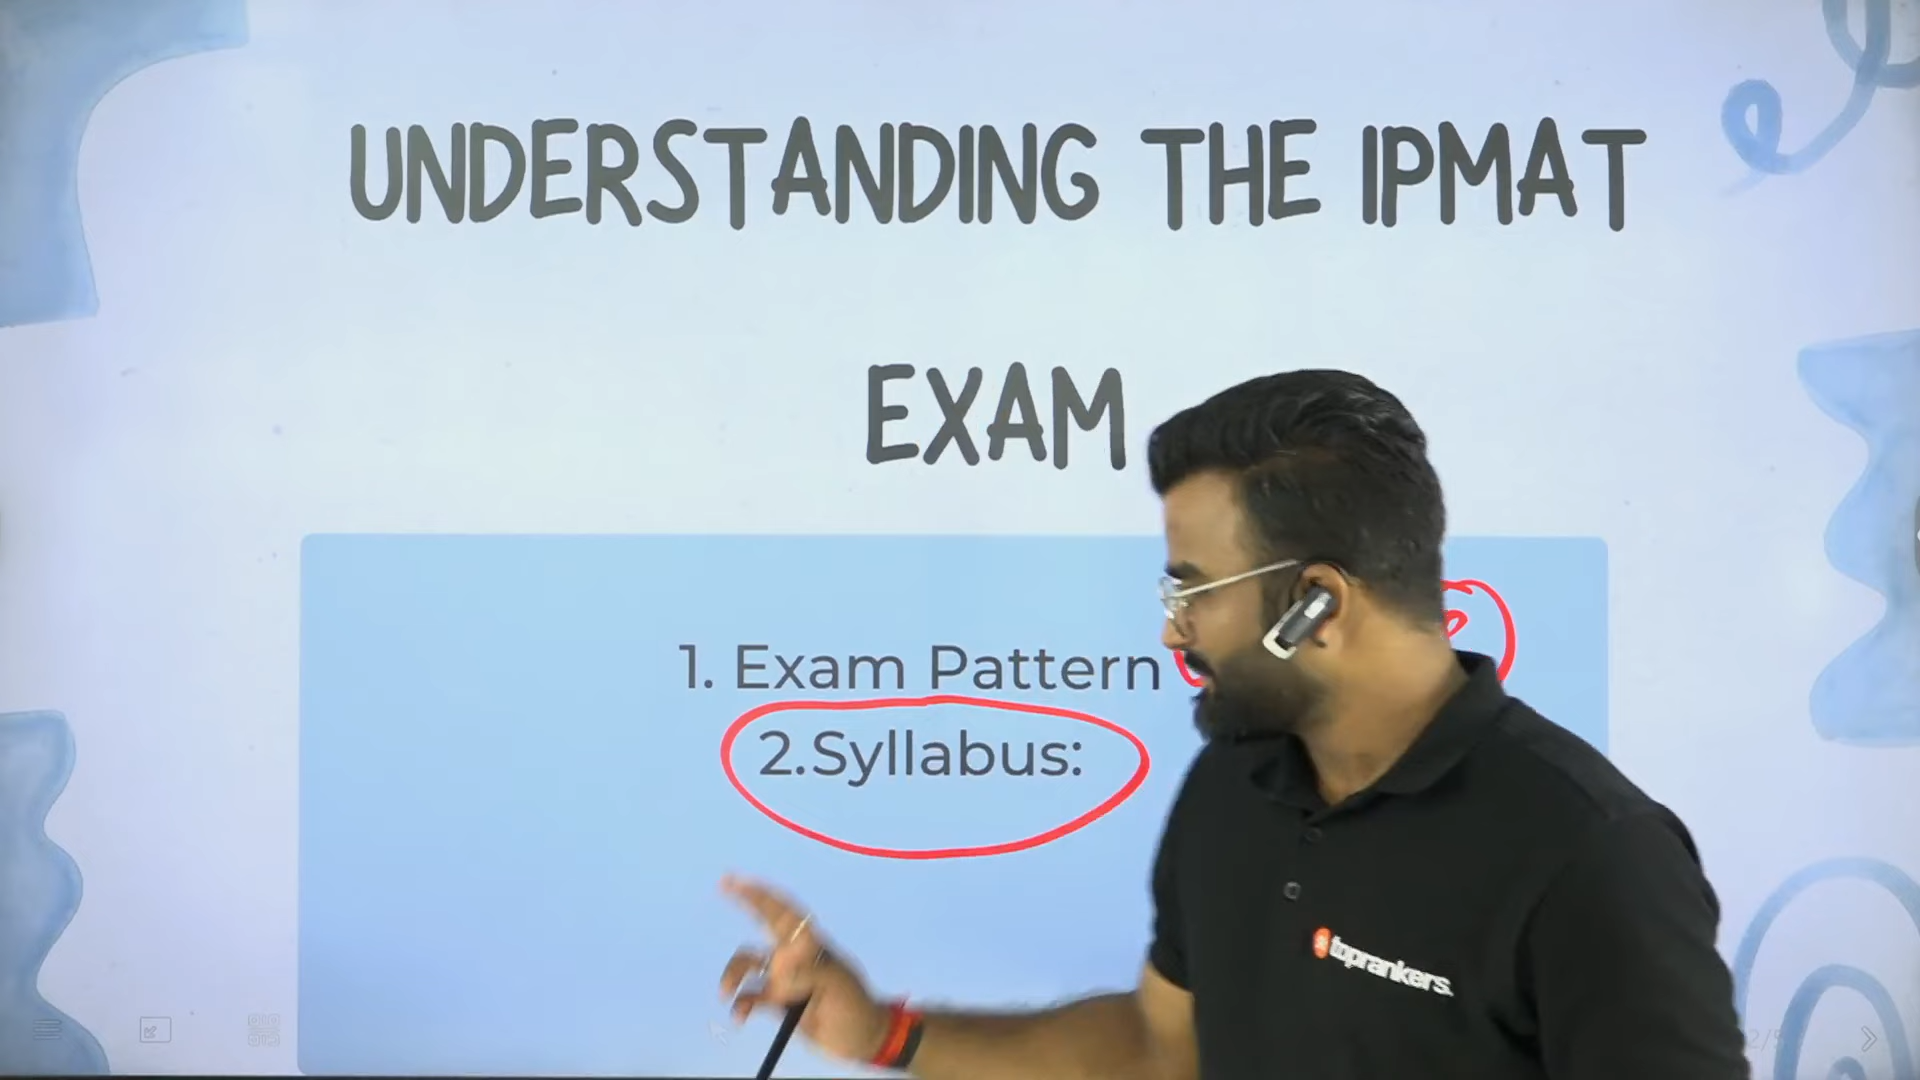 UNDERSTANDING THE IPMAT
EXAM
1. Exam Pattern
2.Syllabus:
toprankers.